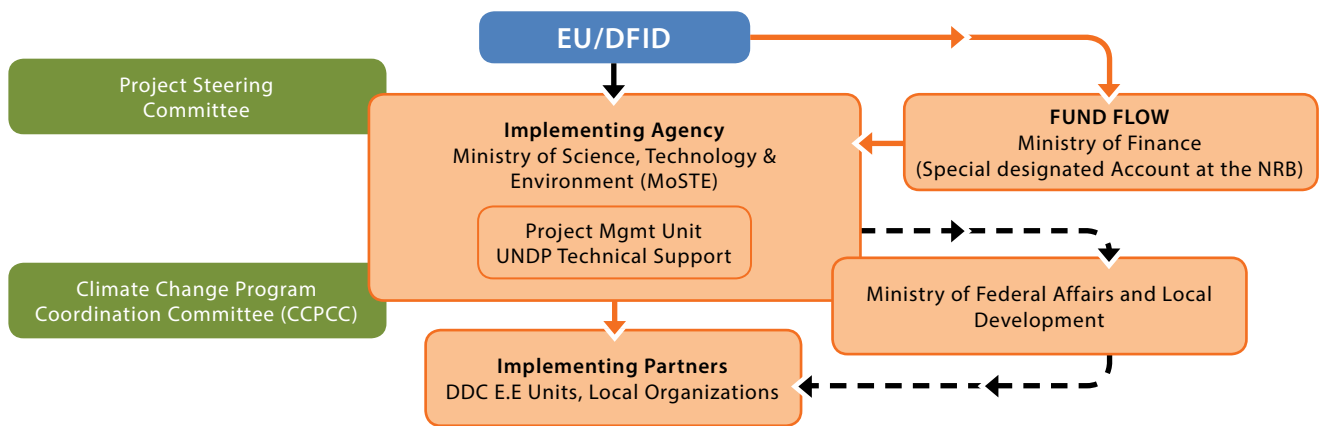 EU/DFID
Project Steering
Committee
Implementing Agency
Ministry of Science, Technology &
Environment (MoSTE)
Project Mgmt Unit
UNDP Technical Support
FUND FLOW
Ministry of Finance
(Special designated Account at the NRB)
Climate Change Program
Coordination Committee (CCPCC)
Ministry of Federal Affairs and Local
Development
Implementing Partners
DDC E.E Units, Local Organizations